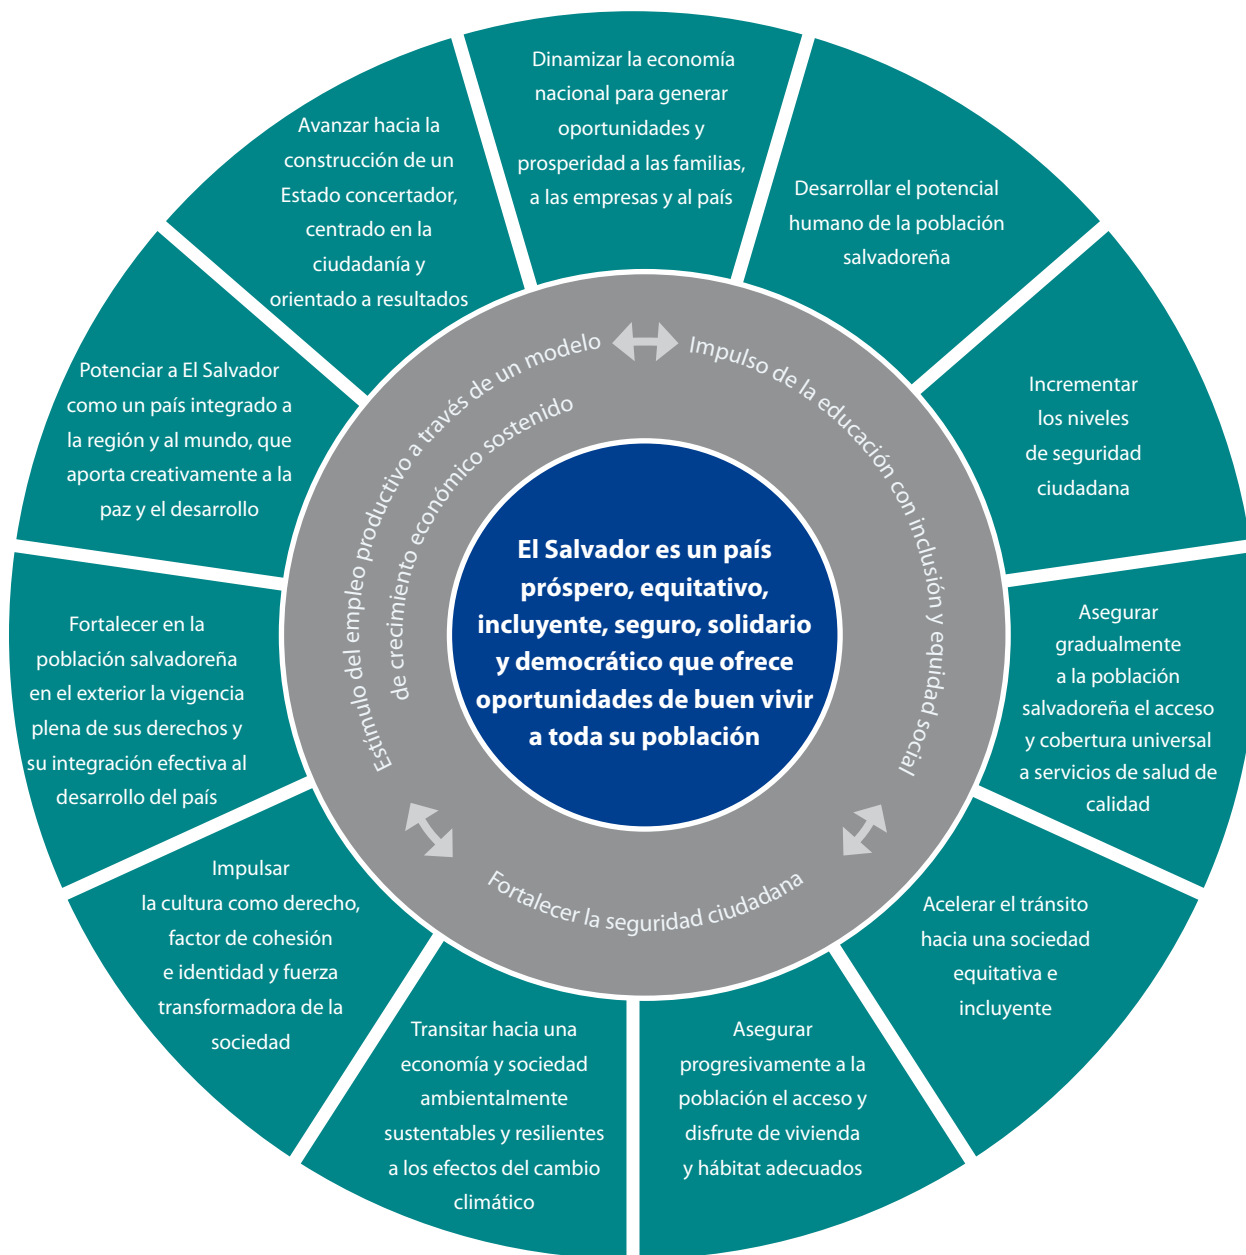 Dinamizar la economía
nacional para generar
oportunidades y
prosperidad a las familias,
a las empresas y al país
Desarrollar el potencial
humano de la población
salvadoreña
Incrementar
los niveles
de seguridad
ciudadana
Asegurar
gradualmente
a la población
salvadoreña el acceso
y cobertura universal
a servicios de salud de
calidad
Acelerar el tránsito
hacia una sociedad
equitativa e
incluyente
Asegurar
progresivamente a la
población el acceso y
disfrute de vivienda
y hábitat adecuados
Transitar hacia una
economía y sociedad
ambientalmente
sustentables y resilientes
a los efectos del cambio
climático
Impulsar
la cultura como derecho,
factor de cohesión
e identidad y fuerza
transformadora de la
sociedad
Fortalecer en la
población salvadoreña
en el exterior la vigencia
plena de sus derechos y
su integración efectiva al
desarrollo del país
Potenciar a El Salvador
como un país integrado a
la región y al mundo, que
aporta creativamente a la
paz y el desarrollo
Avanzar hacia la
construcción de un
Estado concertador,
centrado en la
ciudadanía y
orientado a resultados
Estímulo del empleo productivo a través de un modelo
de crecimiento económico sostenido
Impulso de la educación con inclusión y equidad social
Fortalecer la seguridad ciudadana
El Salvador es un país
próspero, equitativo,
incluyente, seguro, solidario
y democrático que ofrece
oportunidades de buen vivir
a toda su población